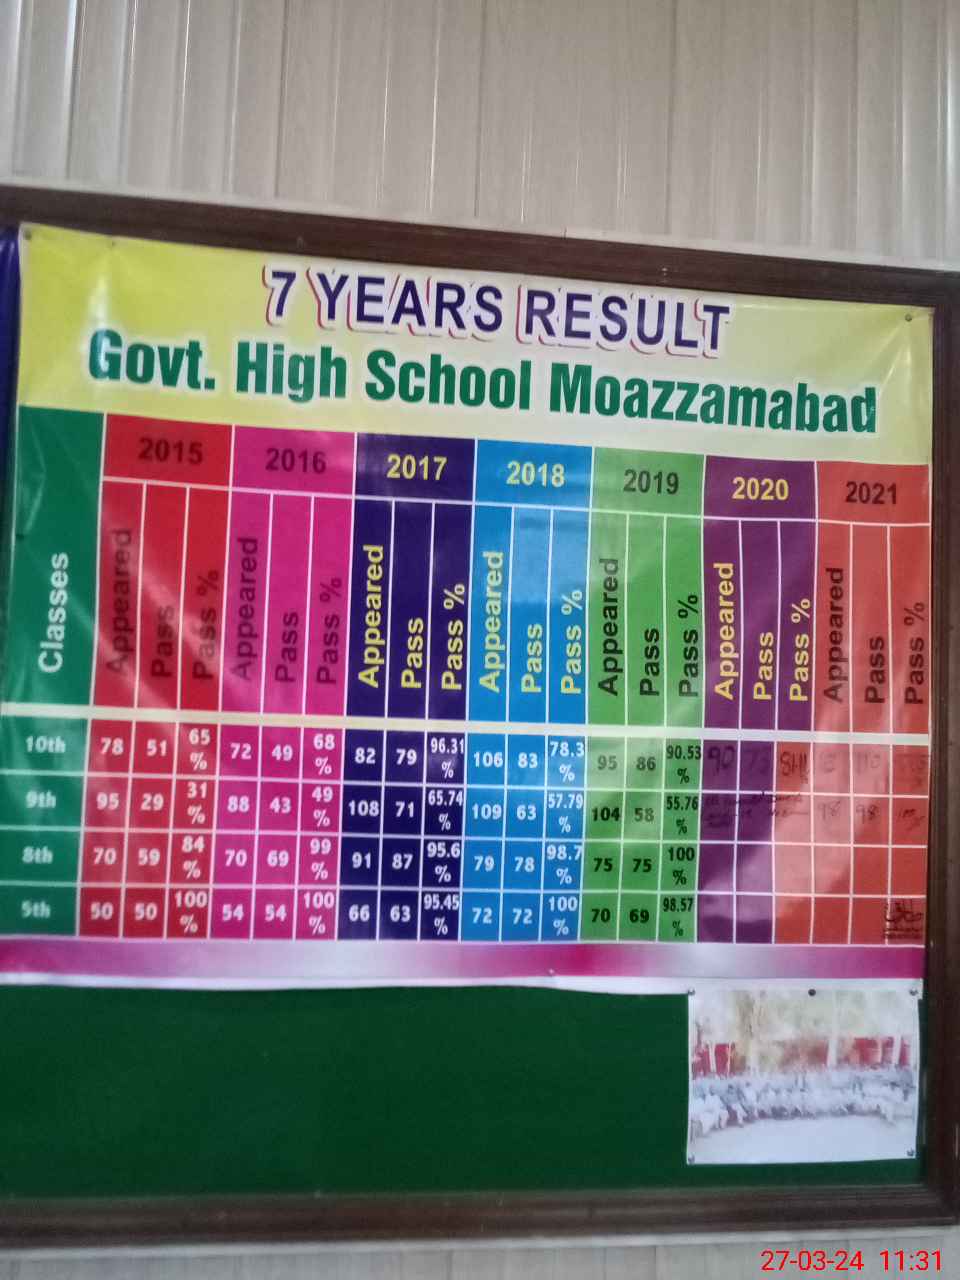 7 YEARS RESULT
Govt. High School Moazzamabad
Classes 2015 2016 2017 2018 2019 2020 2021
Appeared Pass Pass % Appeared Pass Pass % Appeared Pass Pass % Appeared Pass Pass % Appeared Pass Pass % Appeared Pass Pass % Appeared Pass Pass %
10th 78 51 65 % 72 49 68 % 82 79 96.31 % 106 83 78.3 % 95 86 90.53 % 90 73
9th 95 29 31 % 88 43 49 % 108 71 65.74 % 109 63 57.79 % 104 58 55.76 % 98 98
8th 70 59 84 % 70 69 99 % 91 87 95.6 % 79 78 98.7 % 75 75 100 %
5th 50 50 100 % 54 54 100 % 66 63 95.45 % 72 72 100 % 70 69 98.57 %
27-03-24 11:31